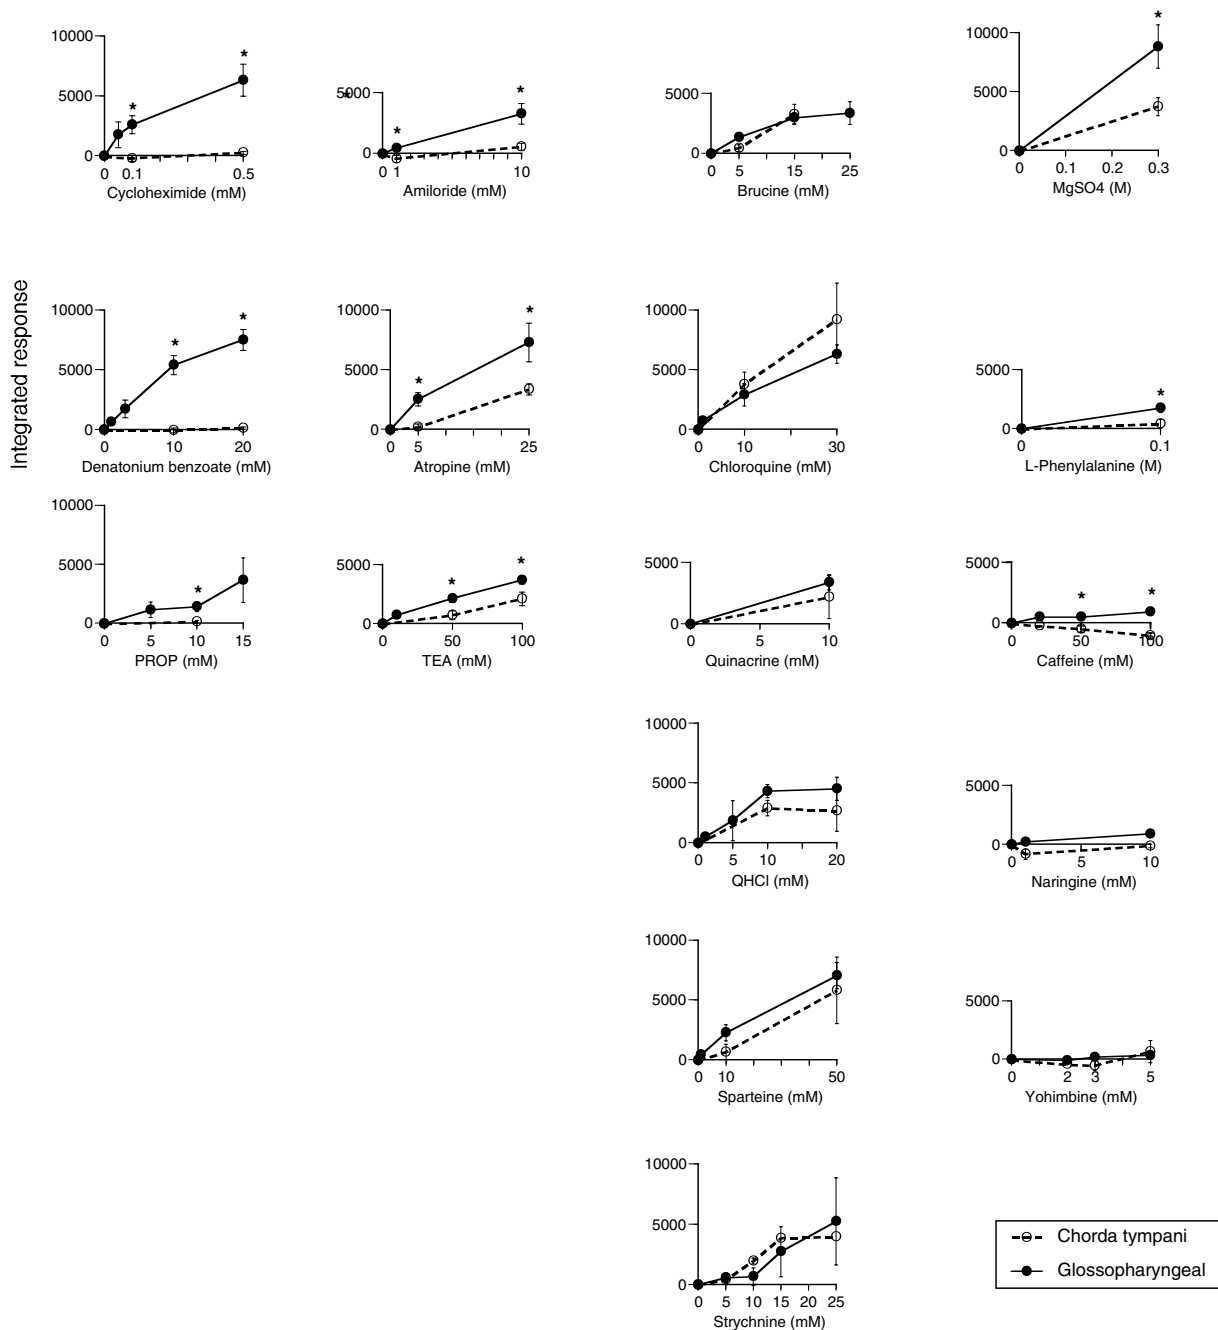 Integrated response
10000
*
*
5000
0
0 0.1 0.5
Cycloheximide (mM)
5000
*
*
*
0
0 1 10
Amiloride (mM)
5000
0
0 5 15 25
Brucine (mM)
*
10000
5000
0
0 0.1 0.2 0.3
MgSO4 (M)
10000
*
*
5000
0
0 10 20
Denatonium benzoate (mM)
10000
*
*
5000
0
0 5 25
Atropine (mM)
10000
5000
0
0 10 30
Chloroquine (mM)
5000
*
0
0 0.1
L-Phenylalanine (M)
10000
5000
*
0
0 5 10 15
PROP (mM)
5000
*
*
0
0 50 100
TEA (mM)
5000
0
0 5 10
Quinacrine (mM)
5000
*
*
0
0 50 100
Caffeine (mM)
10000
5000
0
0 5 10 20
QHCl (mM)
5000
0
0 5 10
Naringine (mM)
10000
5000
0
0 10 50
Sparteine (mM)
5000
0
0 2 3 5
Yohimbine (mM)
10000
5000
0
0 5 10 15 20 25
Strychnine (mM)
Chorda tympani
Glossopharyngeal